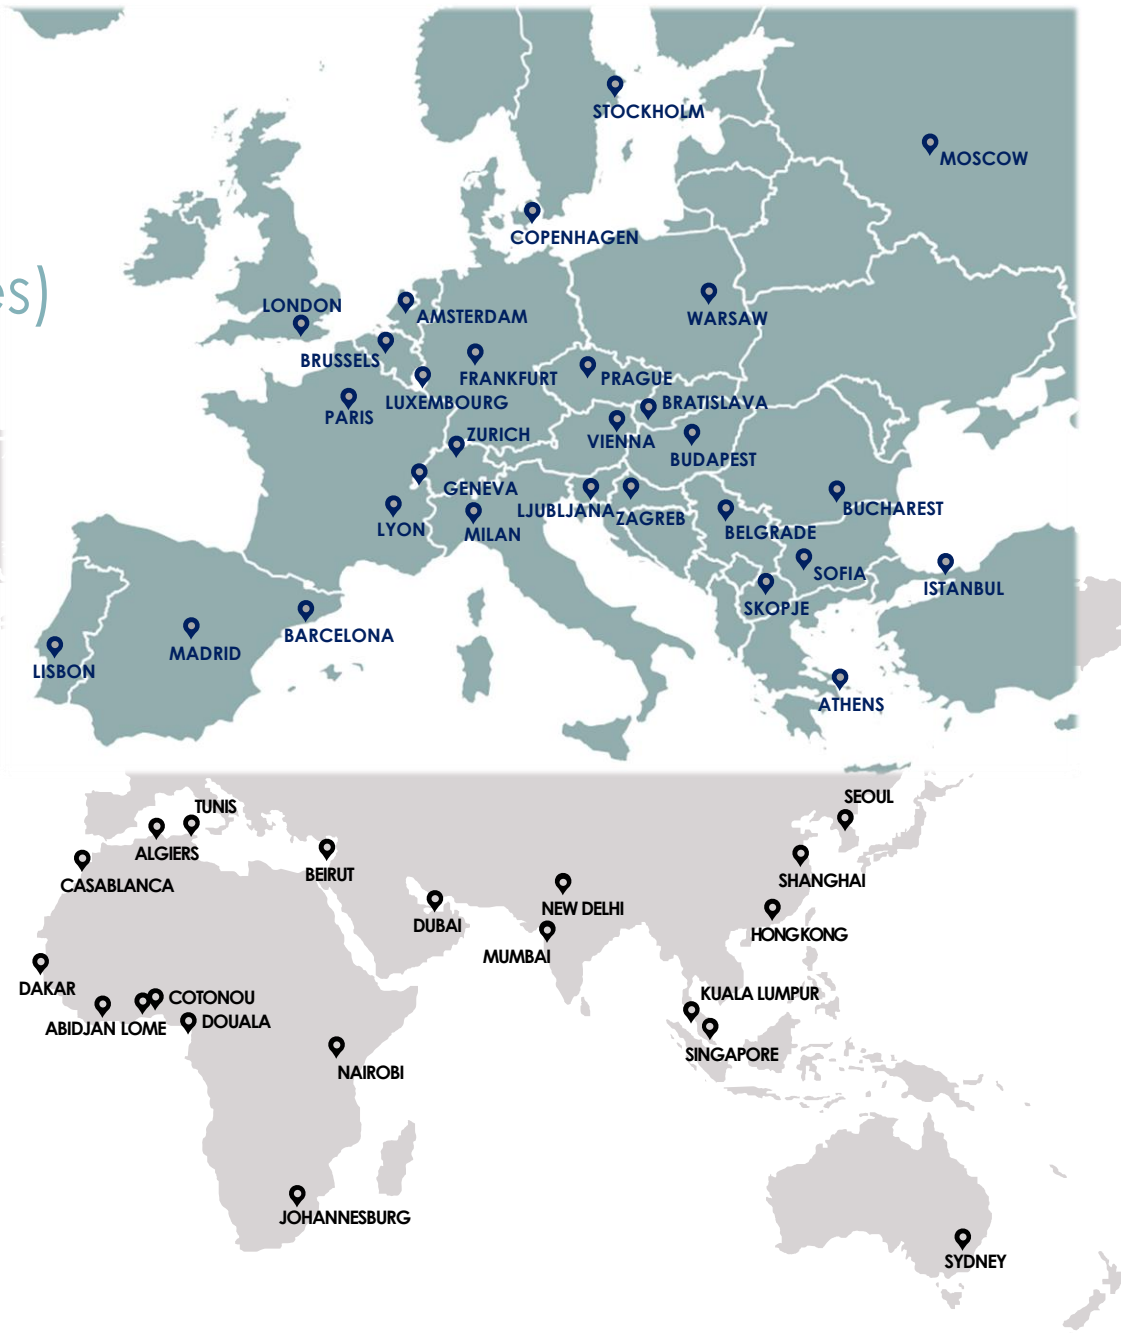 STOCKHOLM
MOSCOW
COPENHAGEN
es)
LONDON
AMSTERDAM
WARSAW
BRUSSELS
FRANKFURT
PRAGUE
LUXEMBOURG
BRATISLAVA
PARIS
ZURICH
VIENNA
BUDAPEST
GENEVA
LJUBLJANA
ZAGREB
BUCHAREST
LYON
MILAN
BELGRADE
SOFIA
ISTANBUL
SKOPJE
BARCELONA
MADRID
LISBON
ATHENS
TUNIS
SEOUL
ALGIERS
BEIRUT
CASABLANCA
SHANGHAI
NEW DELHI
DUBAI
HONGKONG
MUMBAI
DAKAR
KUALA LUMPUR
COTONOU
ABIDJAN
LOME
DOUALA
SINGAPORE
NAIROBI
JOHANNESBURG
SYDNEY